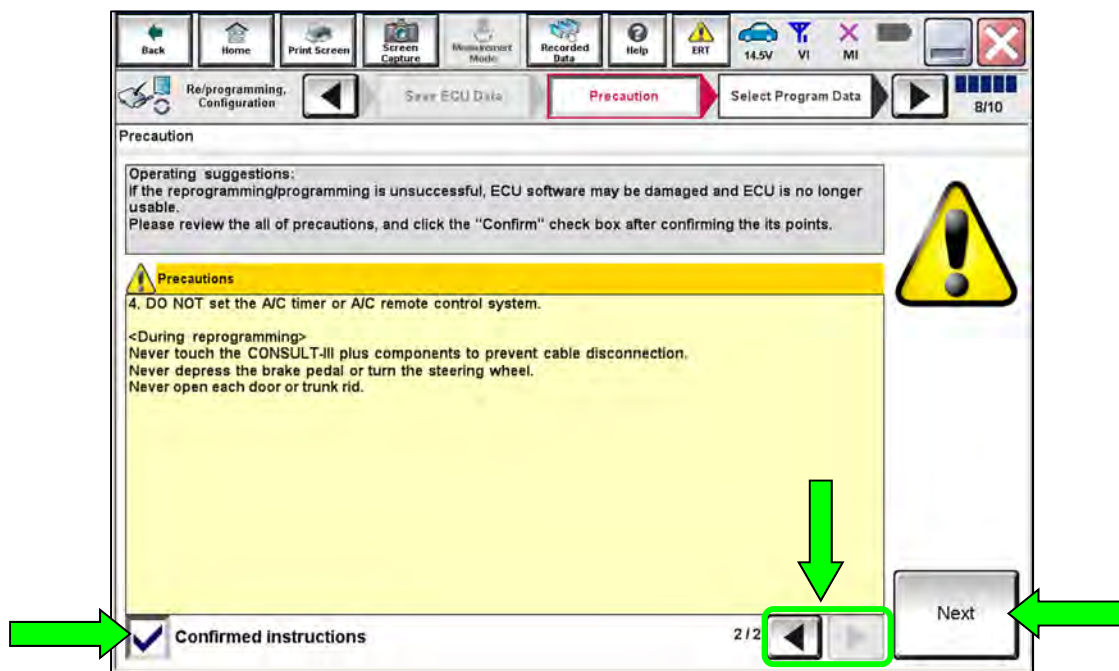 Back
Home
Print Screen
Screen
Capture
Measurement
Mode
Recorded
Data
Help
ERT
14.5V
VI
MI
Re/programming,
Configuration
Save ECU Data
Precaution
Select Program Data
8/10
Precaution
Operating suggestions:
If the reprogramming/programming is unsuccessful, ECU software may be damaged and ECU is no longer
usable.
Please review the all of precautions, and click the "Confirm" check box after confirming the its points.
Precautions
4. DO NOT set the A/C timer or A/C remote control system.
<During reprogramming>
Never touch the CONSULT-III plus components to prevent cable disconnection.
Never depress the brake pedal or turn the steering wheel.
Never open each door or trunk rid.
Confirmed instructions
2/2
Next